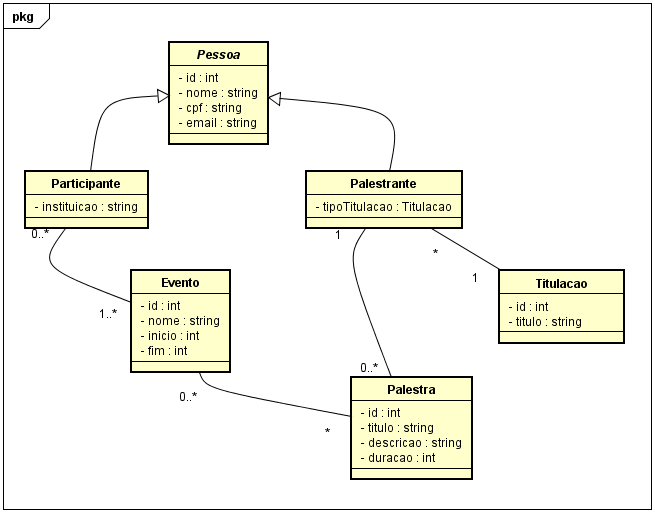 pkg
Pessoa
- id : int
- nome : string
- cpf : string
- email : string
Participante
- instituicao : string
Palestrante
- tipoTitulacao : Titulacao
0..*
1
*
1
Evento
- id : int
- nome : string
- inicio : int
- fim : int
Titulacao
- id : int
- titulo : string
1..*
0..*
0..*
*
Palestra
- id : int
- titulo : string
- descricao : string
- duracao : int